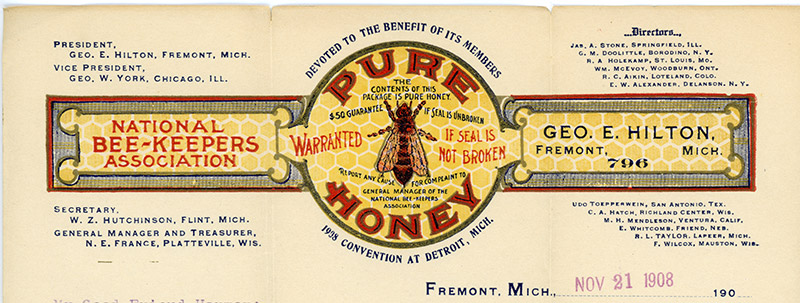 PRESIDENT,
GEO. E. HILTON, FREMONT, MICH.
VICE PRESIDENT,
GEO. W. YORK, CHICAGO, ILL.
DEVOTED TO THE BENEFIT OF ITS MEMBERS
...Directors...,
JAS. A. STONE, SPRINGFIELD, ILL.
G. M. DOOLITTLE, BORODINO, N. Y.
R. A. HOLEKAMP, ST. LOUIS, MO.
WM. MCEVOY, WOODBURN, ONT.
R. C. AIKIN, LOTELAND, COLO.
E. W. ALEXANDER, DELANSON, N. Y.
NATIONAL
BEE-KEEPERS
ASSOCIATION
PURE
THE
CONTENTS OF THIS
PACKAGE IS PURE HONEY.
$50 GUARANTEE IF SEAL IS UNBROKEN
WARRANTED IF SEAL IS
NOT BROKEN
REPORT ANY CAUSE FOR COMPLAINT TO
GENERAL MANAGER OF THE
NATIONAL BEE-KEEPERS
ASSOCIATION
HONEY
1908 CONVENTION AT DETROIT, MICH.
GEO. E. HILTON,
FREMONT, MICH.
796
SECRETARY,
W. Z. HUTCHINSON, FLINT, MICH.
GENERAL MANAGER AND TREASURER,
N. E. FRANCE, PLATTEVILLE, WIS.
UDO TOEPPERWEIN, SAN ANTONIO, TEX.
C. A. HATCH, RICHLAND CENTER, WIS.
M. H. MENDLESON, VENTURA, CALIF.
E. WHITCOMB, FRIEND, NEB.
R. L. TAYLOR, LAPEER, MICH.
F. WILCOX, MAUSTON, WIS.
FREMONT, MICH., NOV 21 1908 190